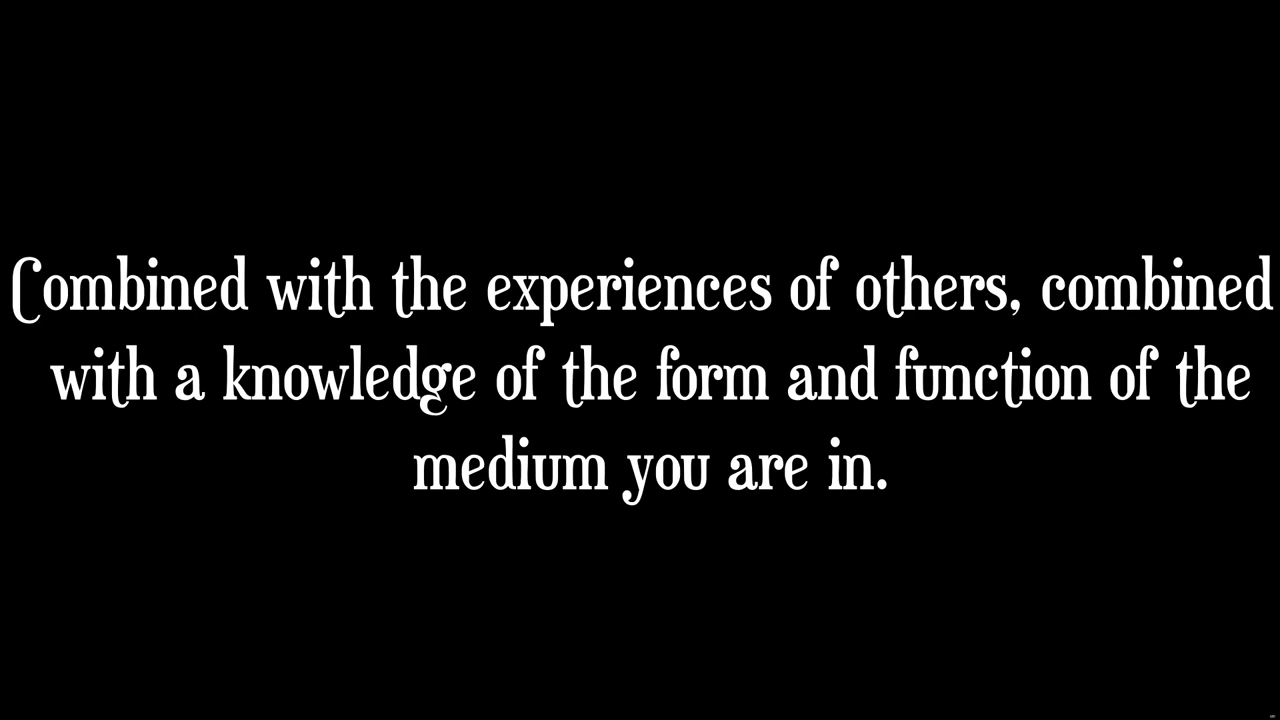 Combined with the experiences of others, combined
with a knowledge of the form and function of the
medium you are in.